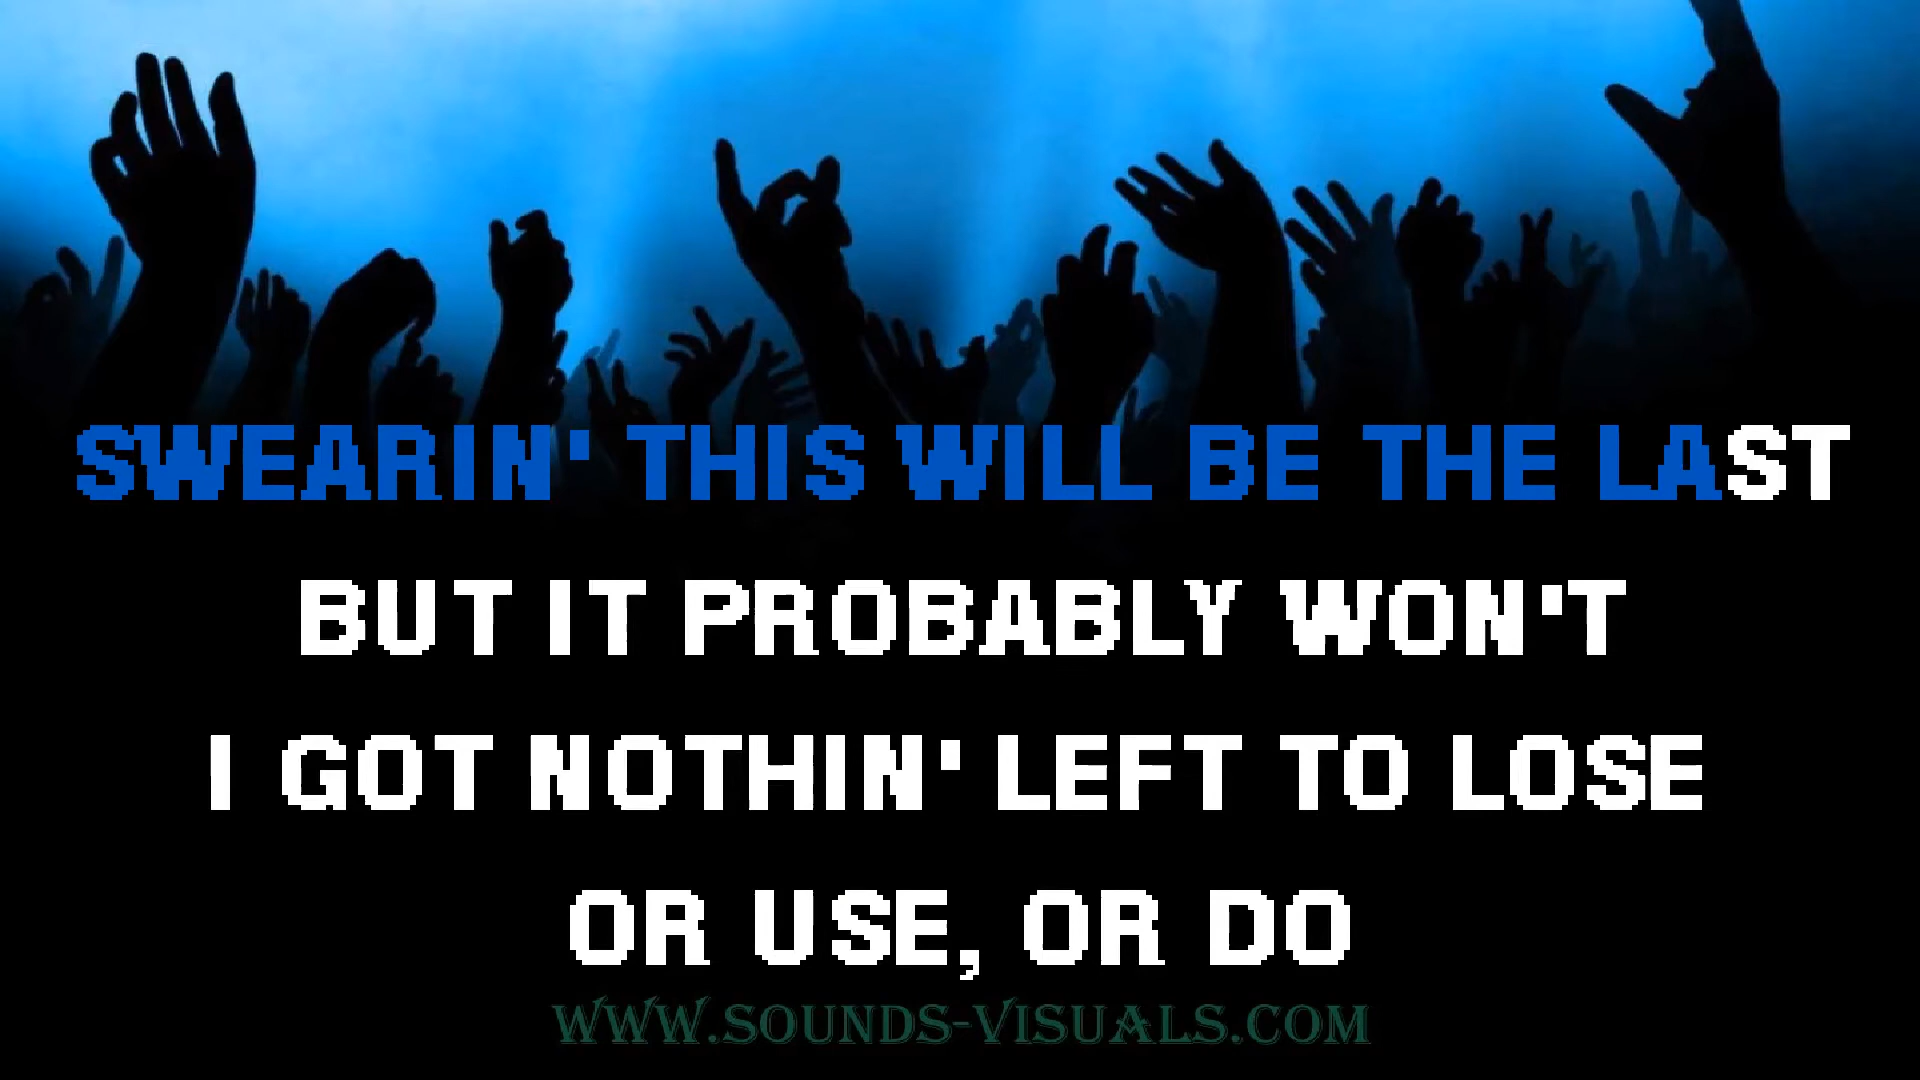 SWEARIN' THIS WILL BE THE LAST
BUT IT PROBABLY WON'T
I GOT NOTHIN' LEFT TO LOSE
OR USE, OR DO
WWW.SOUNDS-VISUALS.COM